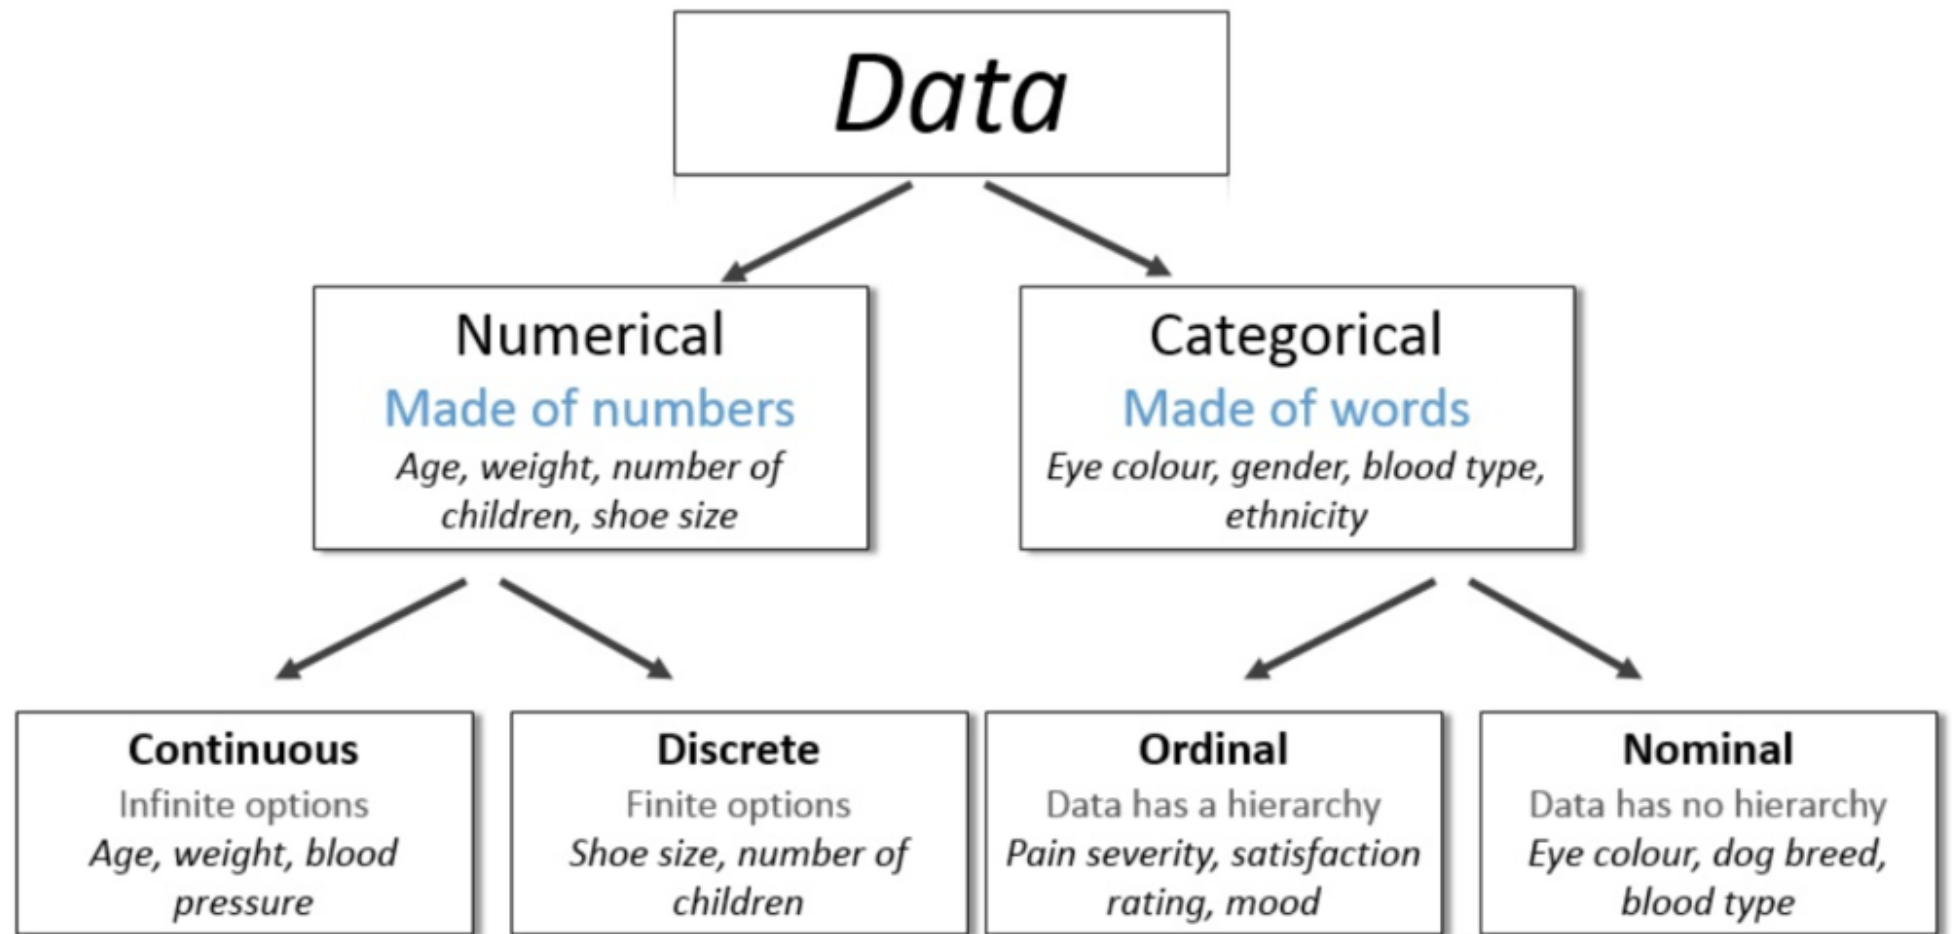 Data
Numerical
Made of numbers
Age, weight, number of
children, shoe size
Categorical
Made of words
Eye colour, gender, blood type,
ethnicity
Continuous
Infinite options
Age, weight, blood
pressure
Discrete
Finite options
Shoe size, number of
children
Ordinal
Data has a hierarchy
Pain severity, satisfaction
rating, mood
Nominal
Data has no hierarchy
Eye colour, dog breed,
blood type